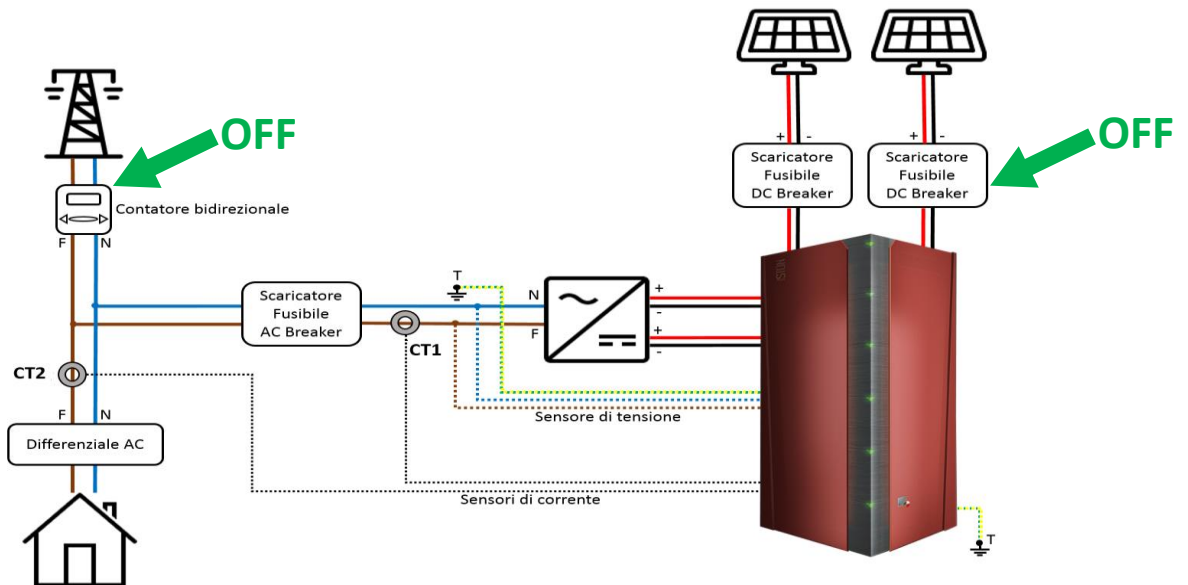 OFF
OFF
+ -
+ -
Scaricatore
Fusibile
DC Breaker
Scaricatore
Fusibile
DC Breaker
Contatore bidirezionale
F N
T
N
F
+
-
+
-
Scaricatore
Fusibile
AC Breaker
CT1
CT2
F N
Sensore di tensione
Differenziale AC
Sensori di corrente
T